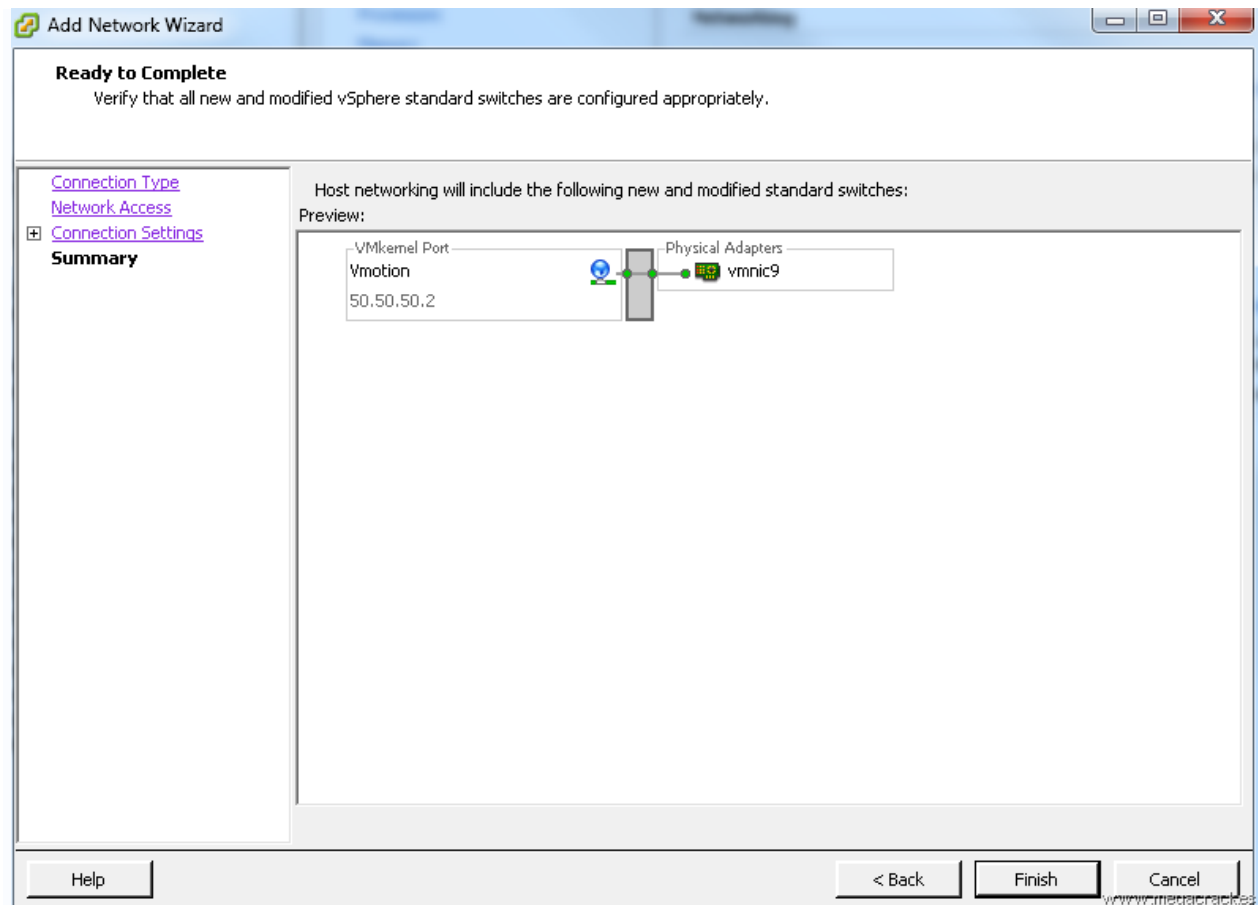 Add Network Wizard
Networking
Ready to Complete
Verify that all new and modified vSphere standard switches are configured appropriately.
Connection Type
Network Access
Connection Settings
Summary
Host networking will include the following new and modified standard switches:
Preview:
VMkernel Port
Vmotion
50.50.50.2
Physical Adapters
vmnic9
Help
< Back
Finish
Cancel